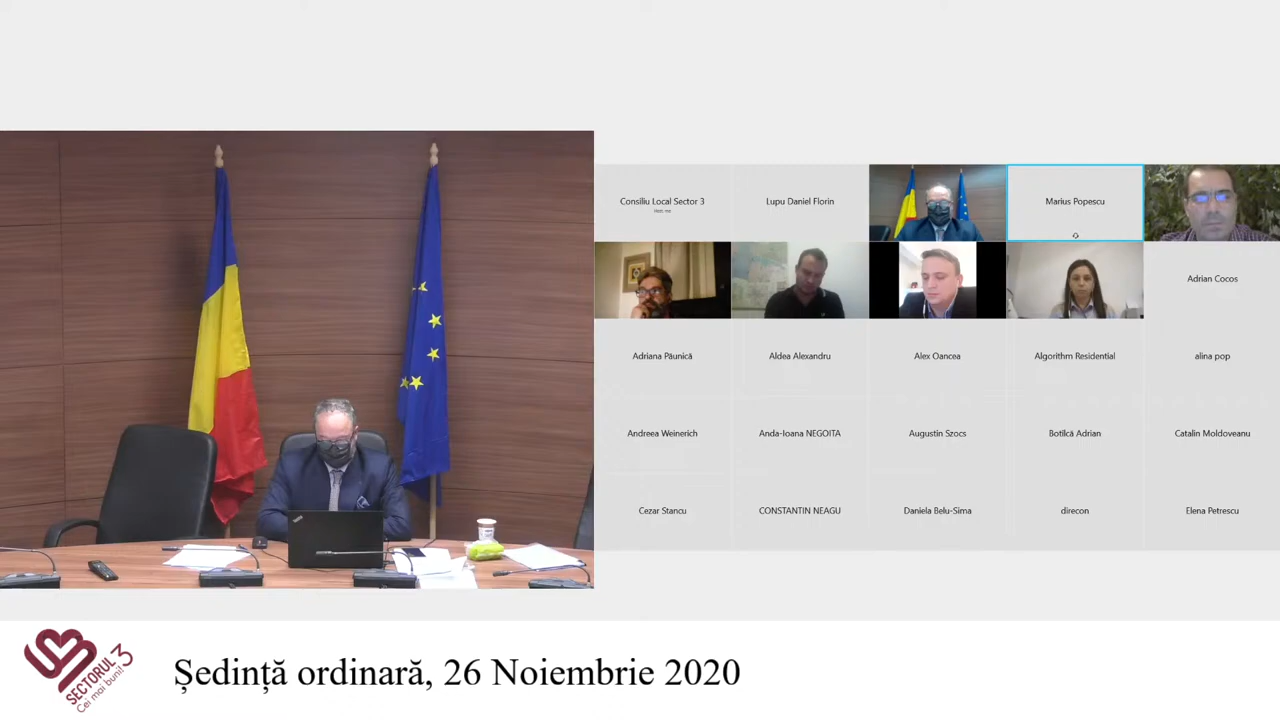 Consiliu Local Sector 3
Lupu Daniel Florin
Marius Popescu
Adrian Cocos
Adriana Păunică
Aldea Alexandru
Alex Oancea
Algorithm Residential
alina pop
Andreea Weinerich
Anda-Ioana NEGOITA
Augustin Szocs
Botilcă Adrian
Catalin Moldoveanu
Cezar Stancu
CONSTANTIN NEAGU
Daniela Belu-Sima
direcon
Elena Petrescu
SECTORUL 3
Cei mai buni!
Ședință ordinară, 26 Noiembrie 2020